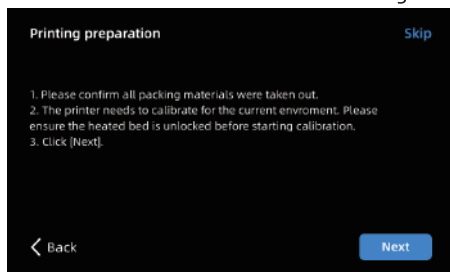 Printing preparation
Skip
1. Please confirm all packing materials were taken out.
2. The printer needs to calibrate for the current enviroment. Please
ensure the heated bed is unlocked before starting calibration.
3. Click [Next].
Back
Next